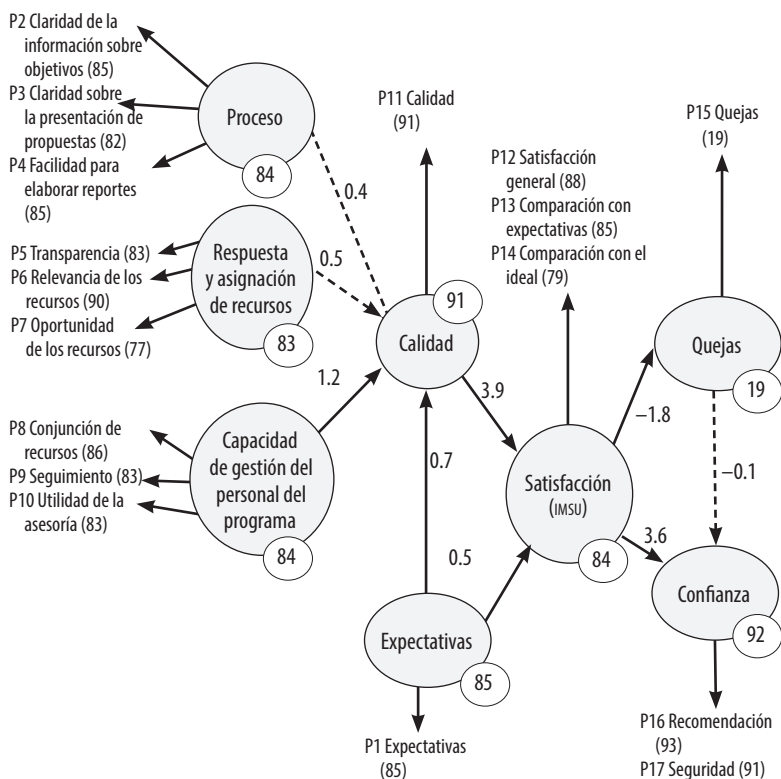 P2 Claridad de la
información sobre
objetivos (85)
P3 Claridad sobre
la presentación de
propuestas (82)
P4 Facilidad para
elaborar reportes
(85)
Proceso
84
0.4
P5 Transparencia (83)
P6 Relevancia de los
recursos (90)
P7 Oportunidad
de los recursos (77)
Respuesta
y asignación
de recursos
83
0.5
P8 Conjunción de
recursos (86)
P9 Seguimiento (83)
P10 Utilidad de la
asesoría (83)
Capacidad
de gestión del
personal del
programa
84
1.2
P11 Calidad
(91)
91
Calidad
3.9
0.7
0.5
Expectativas
85
P1 Expectativas
(85)
P12 Satisfacción
general (88)
P13 Comparación con
expectativas (85)
P14 Comparación con el
ideal (79)
Satisfacción
(IMSU)
84
–1.8
3.6
P15 Quejas
(19)
Quejas
19
–0.1
Confianza
92
P16 Recomendación
(93)
P17 Seguridad (91)